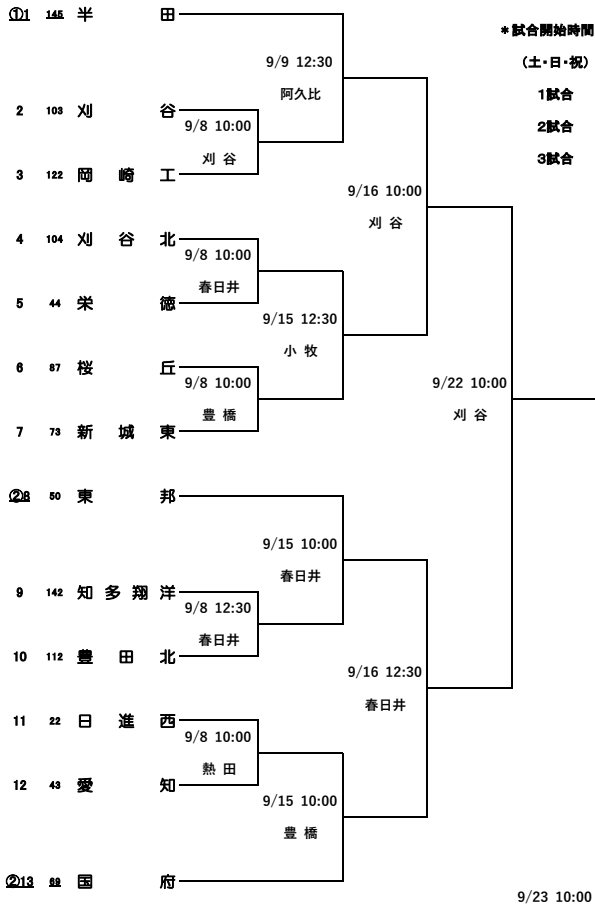 ①1 145 半田
＊試合開始時間
9/9 12:30
（土・日・祝）
阿久比
1試合
2 103 刈谷
9/8 10:00
2試合
刈谷
3試合
3 122 岡崎工
9/16 10:00
刈谷
4 104 刈谷北
9/8 10:00
春日井
5 44 栄徳
9/15 12:30
小牧
6 87 桜丘
9/8 10:00
9/22 10:00
豊橋
刈谷
7 73 新城東
②8 50 東邦
9/15 10:00
春日井
9 142 知多翔洋
9/8 12:30
春日井
10 112 豊田北
9/16 12:30
春日井
11 22 日進西
9/8 10:00
熱田
12 43 愛知
9/15 10:00
豊橋
②13 69 国府
9/23 10:00